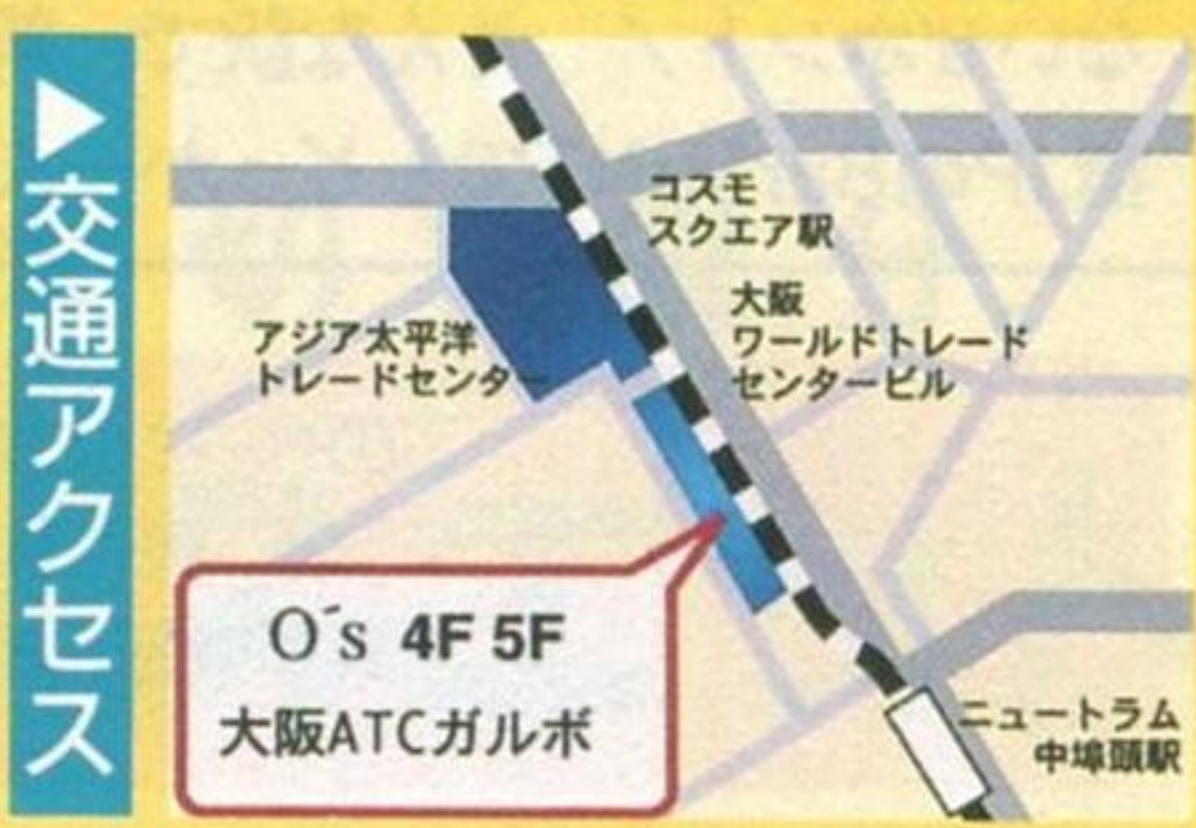 ▶交通アクセス
コスモ
スクエア駅
大阪
ワールドトレード
センタービル
アジア太平洋
トレードセンター
O´s 4F 5F
大阪ATCガルボ
ニュートラム
中埠頭駅